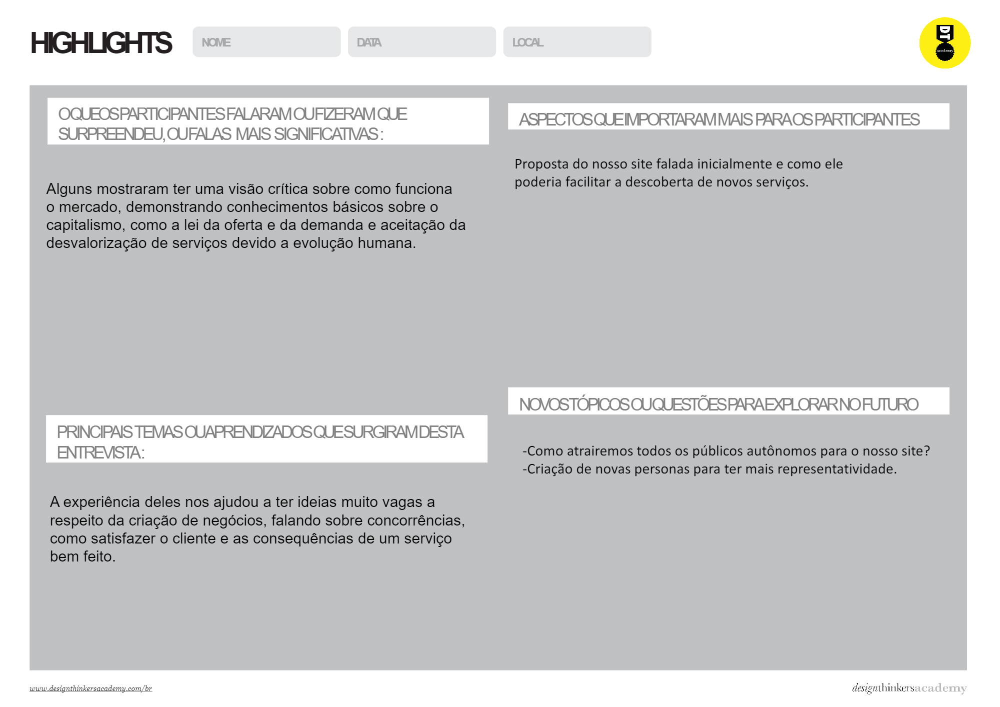 HIGHLIGHTS
NOME
DATA
LOCAL
DT
academy
O QUE OS PARTICIPANTES FALARAM OU FIZERAM QUE
SURPREENDEU, OU FALAS MAIS SIGNIFICATIVAS :
Alguns mostraram ter uma visão crítica sobre como funciona
o mercado, demonstrando conhecimentos básicos sobre o
capitalismo, como a lei da oferta e da demanda e aceitação da
desvalorização de serviços devido a evolução humana.
ASPECTOS QUE IMPORTARAM MAIS PARA OS PARTICIPANTES
Proposta do nosso site falada inicialmente e como ele
poderia facilitar a descoberta de novos serviços.
PRINCIPAIS TEMAS OU APRENDIZADOS QUE SURGIRAM DESTA
ENTREVISTA :
A experiência deles nos ajudou a ter ideias muito vagas a
respeito da criação de negócios, falando sobre concorrências,
como satisfazer o cliente e as consequências de um serviço
bem feito.
NOVOS TÓPICOS OU QUESTÕES PARA EXPLORAR NO FUTURO
-Como atrairemos todos os públicos autônomos para o nosso site?
-Criação de novas personas para ter mais representatividade.
www.designthinkersacademy.com/br
designthinkersacademy